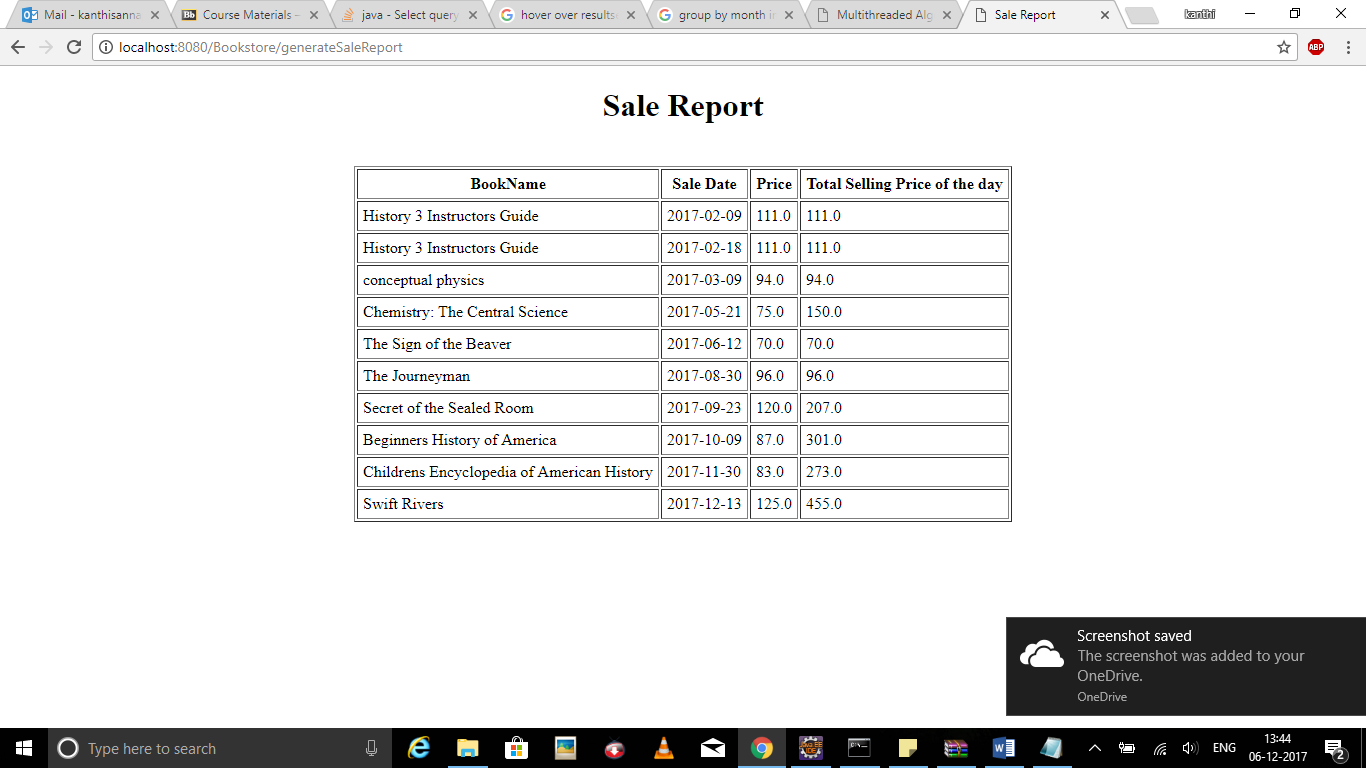 Mail - kanthisanna
Bb Course Materials –
java - Select query
hover over results
group by month i
Multithreaded Alg
Sale Report
kanthi
localhost:8080/Bookstore/generateSaleReport
ABP
Sale Report
BookName Sale Date Price Total Selling Price of the day
History 3 Instructors Guide 2017-02-09 111.0 111.0
History 3 Instructors Guide 2017-02-18 111.0 111.0
conceptual physics 2017-03-09 94.0 94.0
Chemistry: The Central Science 2017-05-21 75.0 150.0
The Sign of the Beaver 2017-06-12 70.0 70.0
The Journeyman 2017-08-30 96.0 96.0
Secret of the Sealed Room 2017-09-23 120.0 207.0
Beginners History of America 2017-10-09 87.0 301.0
Childrens Encyclopedia of American History 2017-11-30 83.0 273.0
Swift Rivers 2017-12-13 125.0 455.0
Screenshot saved
The screenshot was added to your
OneDrive.
OneDrive
Type here to search
ENG
13:44
06-12-2017
2